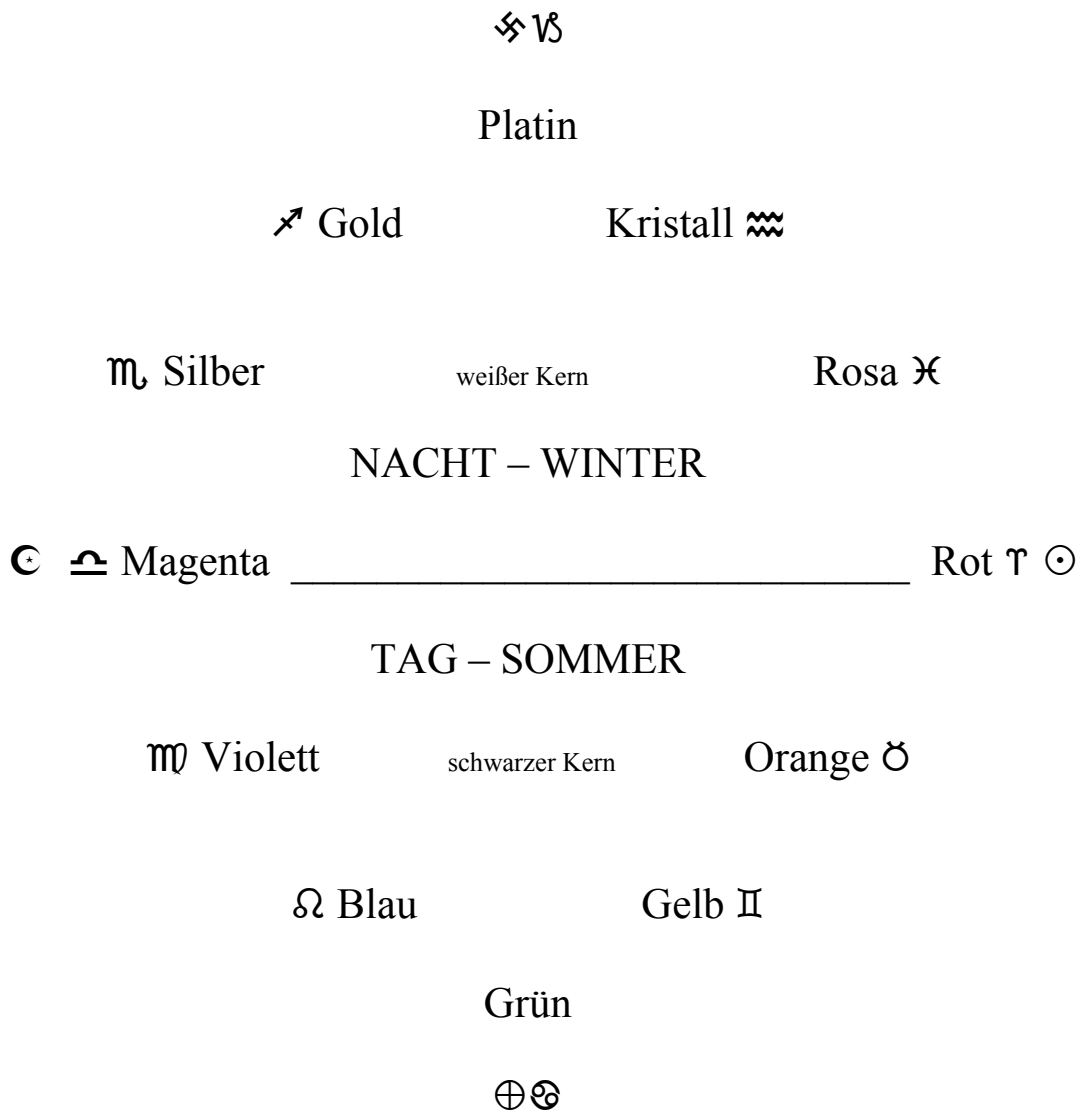 卐 ♑
Platin
♐ Gold Kristall ♒
♏ Silber weißer Kern Rosa ♓
NACHT – WINTER
☪ ♎ Magenta _____________________________ Rot ♈ ☉
TAG – SOMMER
♍ Violett schwarzer Kern Orange ♉
♌ Blau Gelb ♊
Grün
⊕ ♋